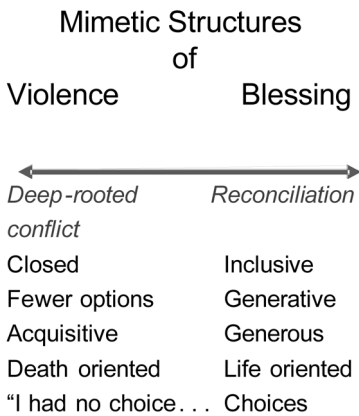 Mimetic Structures
of
Violence Blessing
Deep-rooted Reconciliation
conflict
Closed Inclusive
Fewer options Generative
Acquisitive Generous
Death oriented Life oriented
“I had no choice... Choices